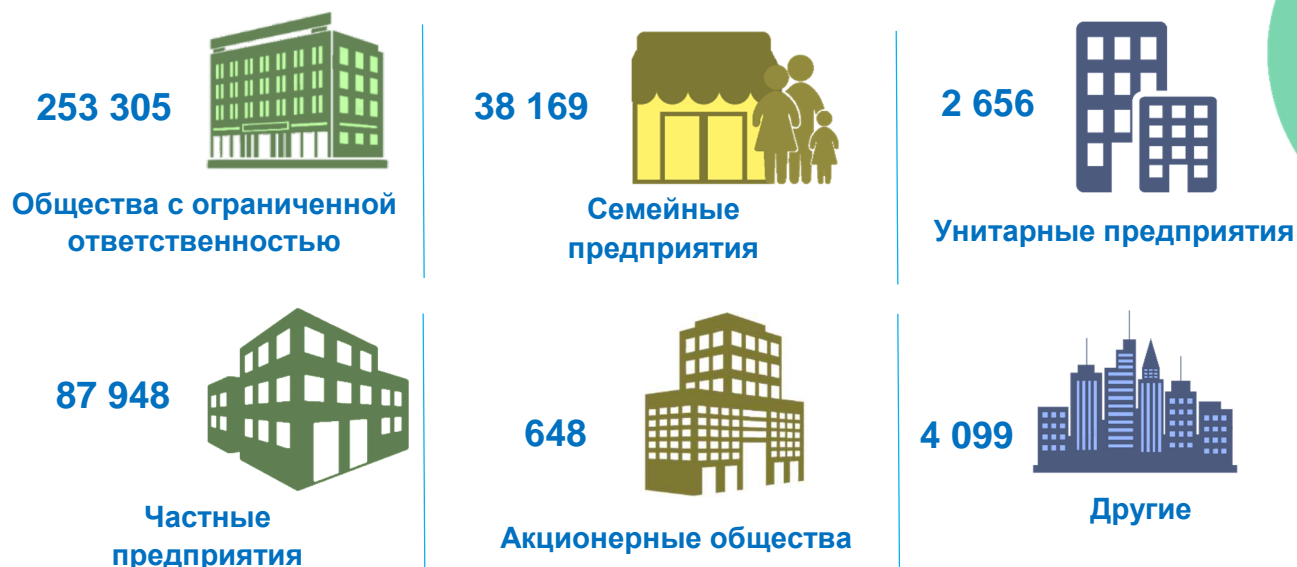 253 305
Общества с ограниченной
ответственностью
38 169
Семейные
предприятия
2 656
Унитарные предприятия
87 948
Частные
предприятия
648
Акционерные общества
4 099
Другие